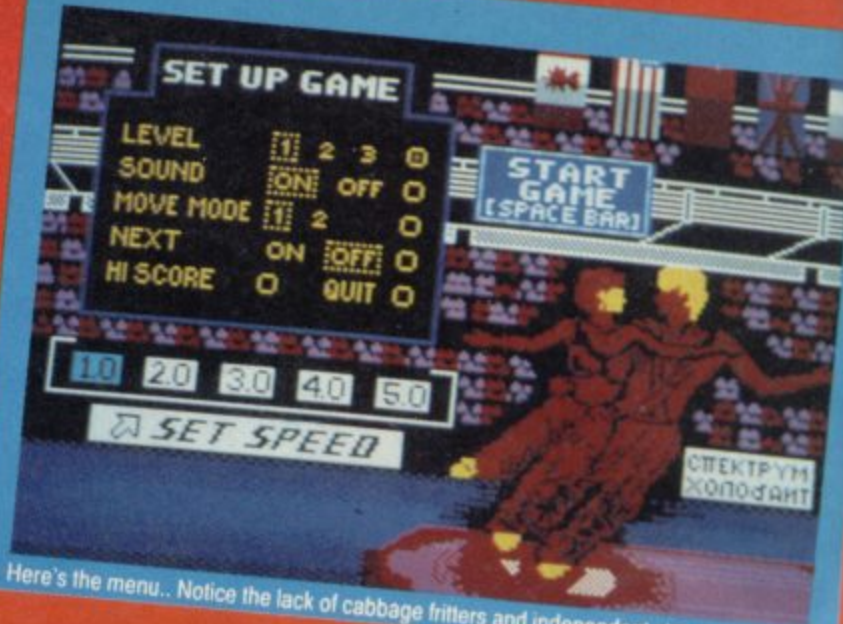 SET UP GAME
LEVEL 1 2 3
SOUND ON OFF
MOVE MODE 1 2
NEXT ON OFF
HI SCORE QUIT
START
GAME
[SPACE BAR]
1.0 2.0 3.0 4.0 5.0
SET SPEED
СПЕКТРУМ
ХОПОДАНТ
Here's the menu.. Notice the lack of cabbage fritters and